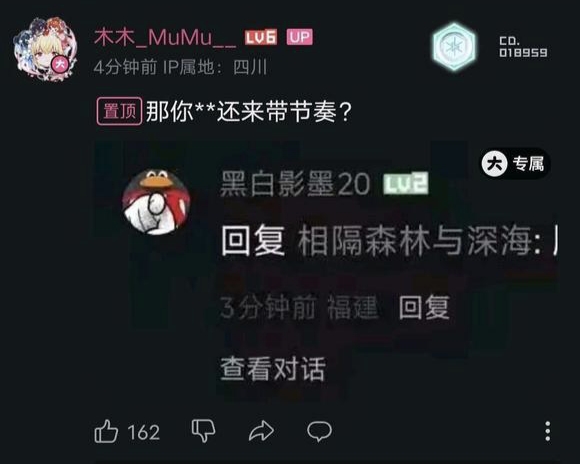 木木_MuMu__ LV6 UP
CD.
018959
4分钟前 IP属地：四川
置顶 那你**还来带节奏？
大 专属
黑白影墨20 LV2
回复 相隔森林与深海:
3分钟前 福建 回复
查看对话
162